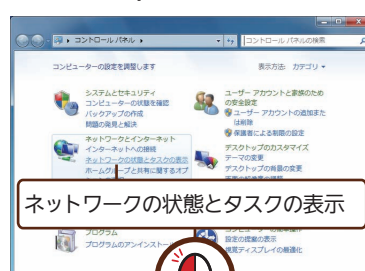 コントロール パネル
コントロール パネルの検索
コンピューターの設定を調整します
表示方法: カテゴリ
システムとセキュリティ
コンピューターの状態を確認
バックアップの作成
問題の発見と解決
ネットワークとインターネット
インターネットへの接続
ネットワークの状態とタスクの表示
ホームグループと共有に関するオプ
プログラム
プログラムのアンインストール
ユーザー アカウントと家族のため
の安全設定
ユーザー アカウントの追加また
は削除
保護者による制限の設定
デスクトップのカスタマイズ
テーマの変更
デスクトップの背景の変更
設定の提案の表示
視覚ディスプレイの最適化
ネットワークの状態とタスクの表示